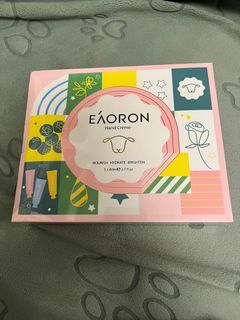 EAORON
Hand Crème
NOURISH HYDRATE BRIGHTEN